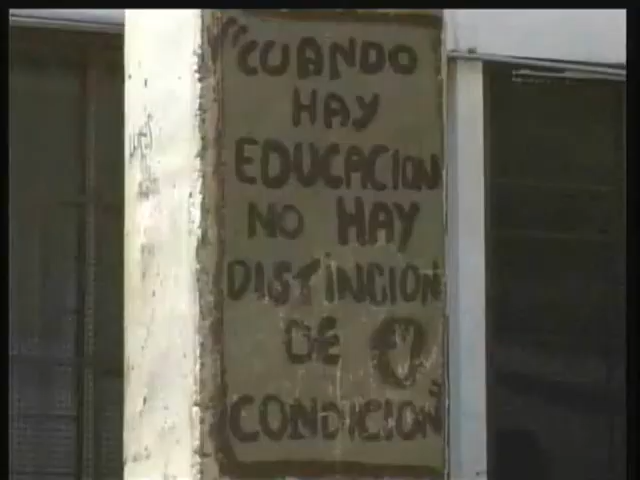 "CUANDO
HAY
EDUCACION
NO HAY
DISTINCION
DE
CONDICION"